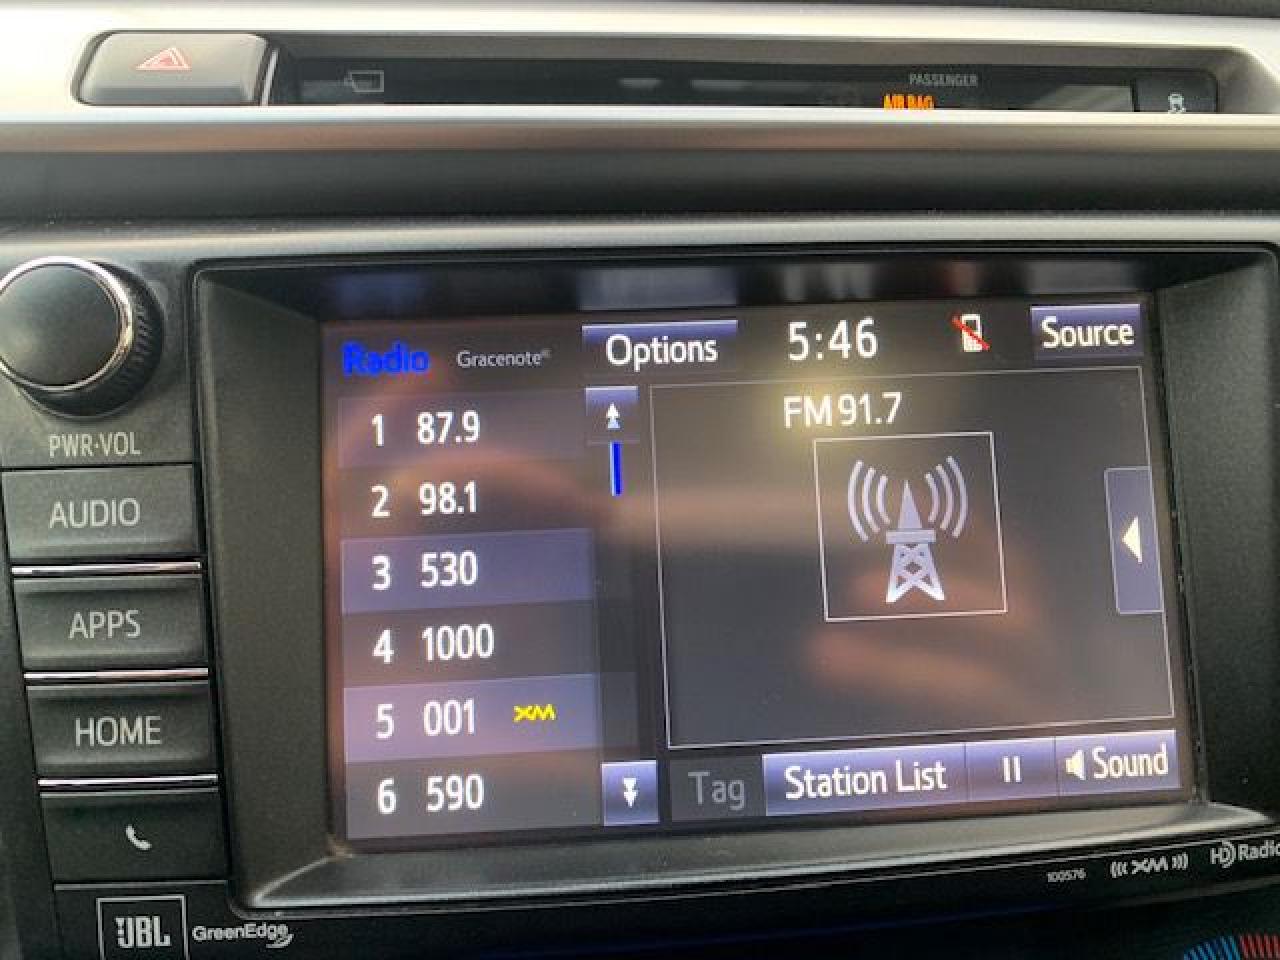 PASSENGER
AIR BAG
Radio Gracenote® Options 5:46 Source
1 87.9
FM 91.7
2 98.1
3 530
4 1000
5 001 XM
6 590
Tag Station List II Sound
PWR·VOL
AUDIO
APPS
HOME
100576 ((( XM ))) HD Radio
JBL GreenEdge